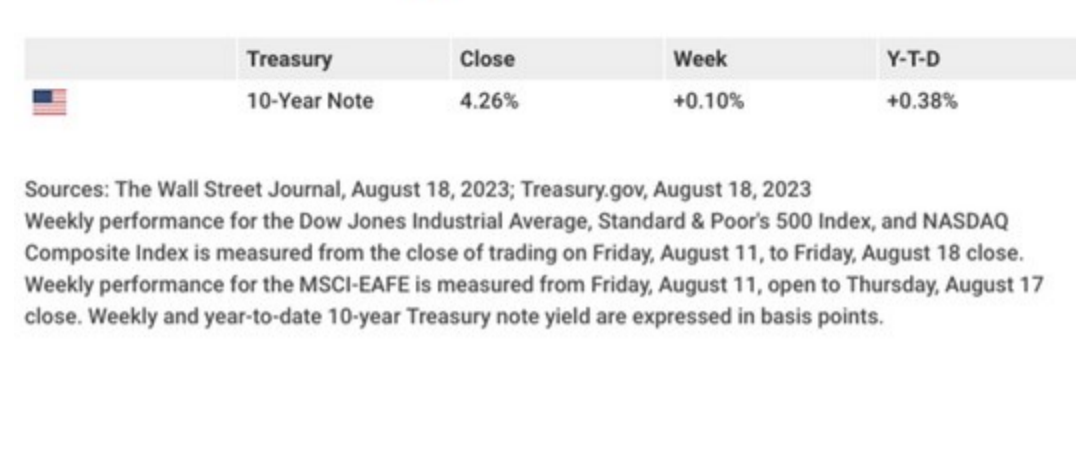 Treasury Close Week Y-T-D
10-Year Note 4.26% +0.10% +0.38%
Sources: The Wall Street Journal, August 18, 2023; Treasury.gov, August 18, 2023
Weekly performance for the Dow Jones Industrial Average, Standard & Poor's 500 Index, and NASDAQ
Composite Index is measured from the close of trading on Friday, August 11, to Friday, August 18 close.
Weekly performance for the MSCI-EAFE is measured from Friday, August 11, open to Thursday, August 17
close. Weekly and year-to-date 10-year Treasury note yield are expressed in basis points.